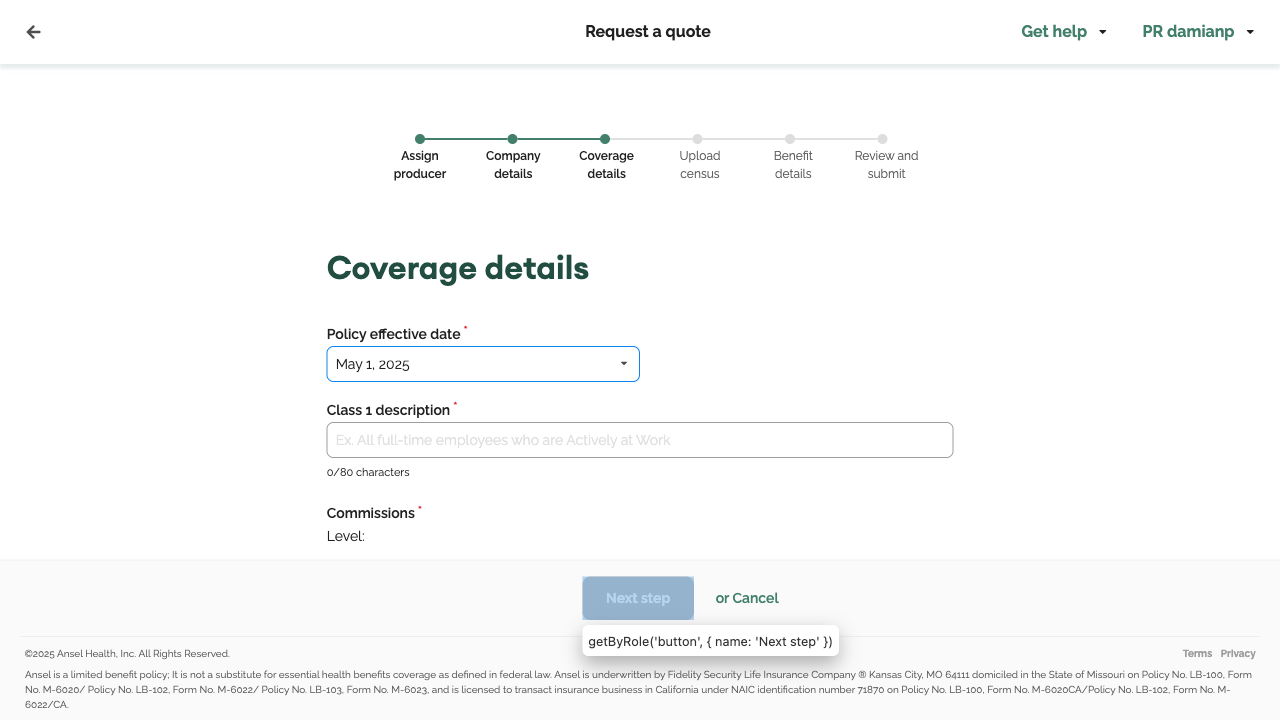 Request a quote
Get help
PR damianp
Assign
producer
Company
details
Coverage
details
Upload
census
Benefit
details
Review and
submit
Coverage details
Policy effective date *
May 1, 2025
Class 1 description *
Ex. All full-time employees who are Actively at Work
0/80 characters
Commissions *
Level:
Next step
or Cancel
getByRole('button', { name: 'Next step' })
©2025 Ansel Health, Inc. All Rights Reserved.
Terms Privacy
Ansel is a limited benefit policy; It is not a substitute for essential health benefits coverage as defined in federal law. Ansel is underwritten by Fidelity Security Life Insurance Company ® Kansas City, MO 64111 domiciled in the State of Missouri on Policy No. LB-100, Form
No. M-6020/ Policy No. LB-102, Form No. M-6022/ Policy No. LB-103, Form No. M-6023, and is licensed to transact insurance business in California under NAIC identification number 71870 on Policy No. LB-100, Form No. M-6020CA/Policy No. LB-102, Form No. M-
6022/CA.